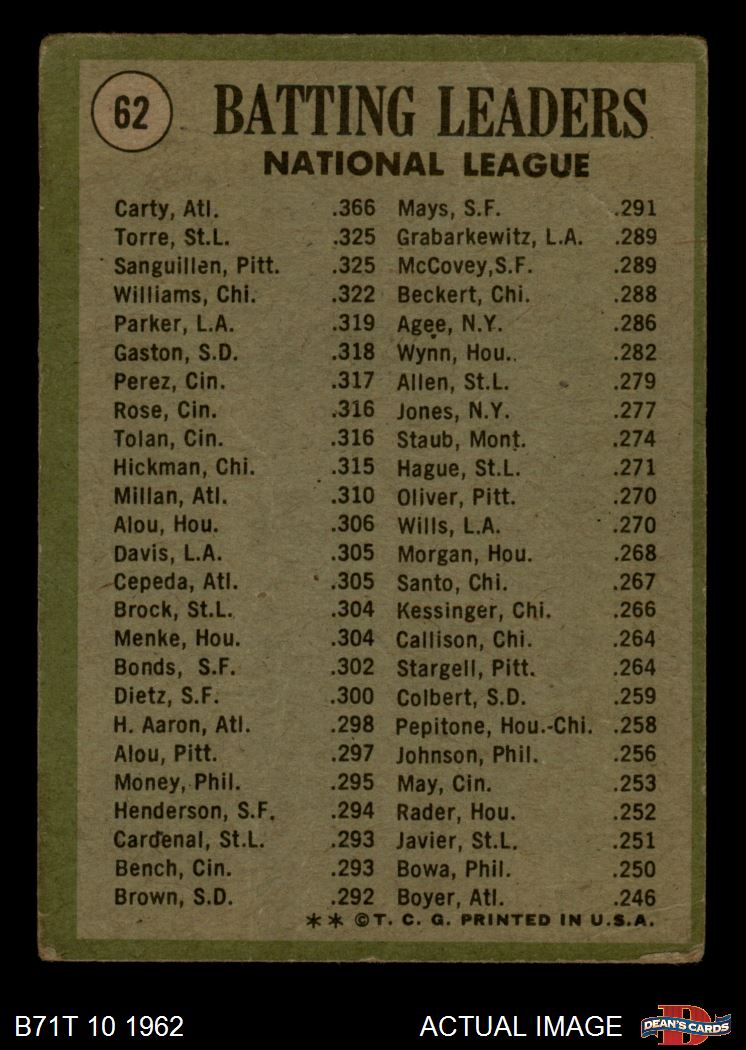 62
BATTING LEADERS
NATIONAL LEAGUE
Carty, Atl. .366 Mays, S.F. .291
Torre, St.L. .325 Grabarkewitz, L.A. .289
Sanguillen, Pitt. .325 McCovey,S.F. .289
Williams, Chi. .322 Beckert, Chi. .288
Parker, L.A. .319 Agee, N.Y. .286
Gaston, S.D. .318 Wynn, Hou. .282
Perez, Cin. .317 Allen, St.L. .279
Rose, Cin. .316 Jones, N.Y. .277
Tolan, Cin. .316 Staub, Mont. .274
Hickman, Chi. .315 Hague, St.L. .271
Millan, Atl. .310 Oliver, Pitt. .270
Alou, Hou. .306 Wills, L.A. .270
Davis, L.A. .305 Morgan, Hou. .268
Cepeda, Atl. .305 Santo, Chi. .267
Brock, St.L. .304 Kessinger, Chi. .266
Menke, Hou. .304 Callison, Chi. .264
Bonds, S.F. .302 Stargell, Pitt. .264
Dietz, S.F. .300 Colbert, S.D. .259
H. Aaron, Atl. .298 Pepitone, Hou.-Chi. .258
Alou, Pitt. .297 Johnson, Phil. .256
Money, Phil. .295 May, Cin. .253
Henderson, S.F. .294 Rader, Hou. .252
Cardenal, St.L. .293 Javier, St.L. .251
Bench, Cin. .293 Bowa, Phil. .250
Brown, S.D. .292 Boyer, Atl. .246
** ©T. C. G. PRINTED IN U.S.A.
B71T 10 1962 ACTUAL IMAGE
DEAN'S CARDS